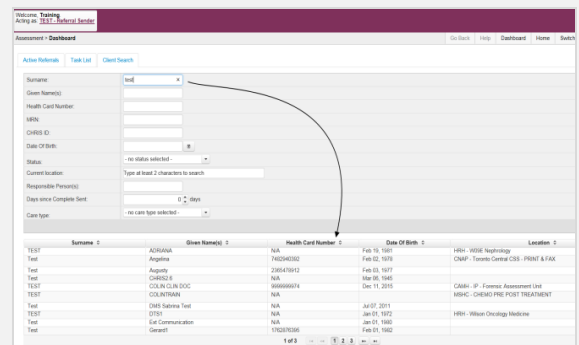 Welcome, Training
Acting as: TEST - Referral Sender
Assessment > Dashboard Go Back Help Dashboard Home Switch
Active Referrals Task List Client Search
Surname: test x
Given Name(s):
Health Card Number:
MRN:
CHRIS ID:
Date Of Birth:
Status: - no status selected -
Current location: Type at least 2 characters to search
Responsible Person(s):
Days since Complete Sent: 0 days
Care type: - no care type selected -
Surname Given Name(s) Health Card Number Date Of Birth Location
TEST ADRIANA N/A Feb 19, 1981 HRH - W09E Nephrology
Test Angelina 7492940392 Feb 02, 1978 CNAP - Toronto Central CSS - PRINT & FAX
Test Augusty 2365478912 Feb 03, 1977
Test CHRIS2.8 N/A Mar 06, 1945
TEST COLIN CLIN DOC 9999999974 Dec 11, 2015 CAMH - IP - Forensic Assessment Unit
TEST COLINTRAIN N/A MSHC - CHEMO PRE POST TREATMENT
Test DMS Sabrina Test N/A Jul 07, 2011
TEST DTS1 N/A Jan 01, 1972 HRH - Wilson Oncology Medicine
Test Ext Communication N/A Jan 01, 1980
Test Gerard1 1762876386 Feb 01, 1982
1 of 3 1 2 3